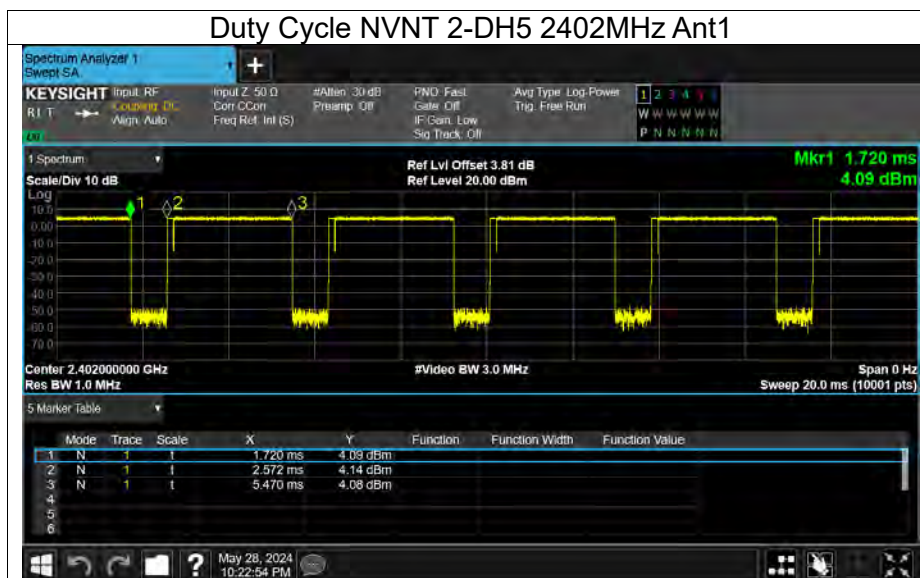 Duty Cycle NVNT 2-DH5 2402MHz Ant1
Spectrum Analyzer 1
Swept SA
+
KEYSIGHT Input: RF Input Z: 50 Ω #Atten: 30 dB PNO: Fast Avg Type: Log-Power 1 2 3 4 5 6
R L T Coupling: DC Corr CCorr Preamp: Off Gate: Off Trig: Free Run W W W W W W
Align: Auto Freq Ref: Int (S) IF Gain: Low
Sig Track: Off P N N N N N
1 Spectrum
Ref Lvl Offset 3.81 dB Mkr1 1.720 ms
Scale/Div 10 dB Ref Level 20.00 dBm 4.09 dBm
Log
1 2 3
10.0
0.00
-10.0
-20.0
-30.0
-40.0
-50.0
-60.0
-70.0
Center 2.402000000 GHz #Video BW 3.0 MHz Span 0 Hz
Res BW 1.0 MHz Sweep 20.0 ms (10001 pts)
5 Marker Table
Mode Trace Scale X Y Function Function Width Function Value
1 N 1 t 1.720 ms 4.09 dBm
2 N 1 t 2.572 ms 4.14 dBm
3 N 1 t 5.470 ms 4.08 dBm
4
5
6
?
May 28, 2024
10:22:54 PM